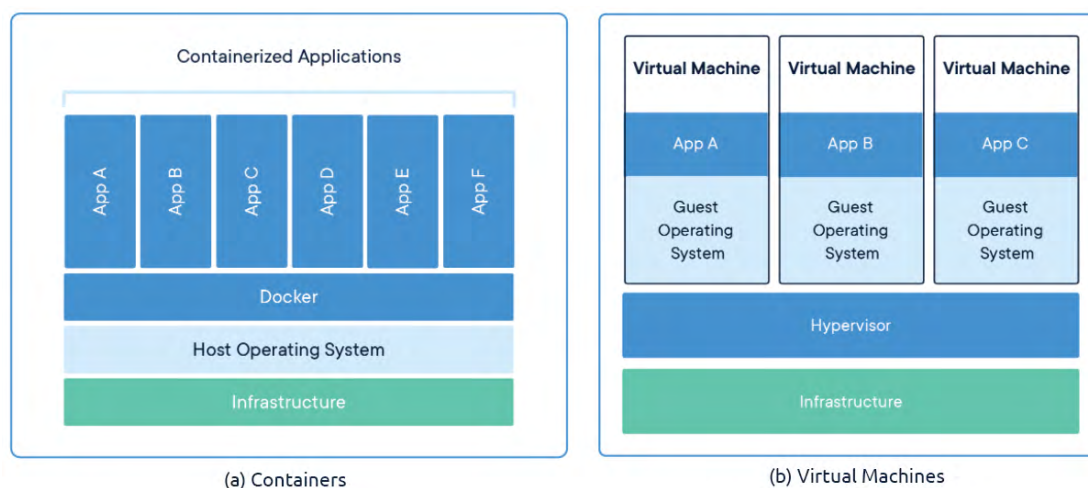 Containerized Applications
App A
App B
App C
App D
App E
App F
Docker
Host Operating System
Infrastructure
(a) Containers
Virtual Machine
App A
Guest
Operating
System
Virtual Machine
App B
Guest
Operating
System
Virtual Machine
App C
Guest
Operating
System
Hypervisor
Infrastructure
(b) Virtual Machines